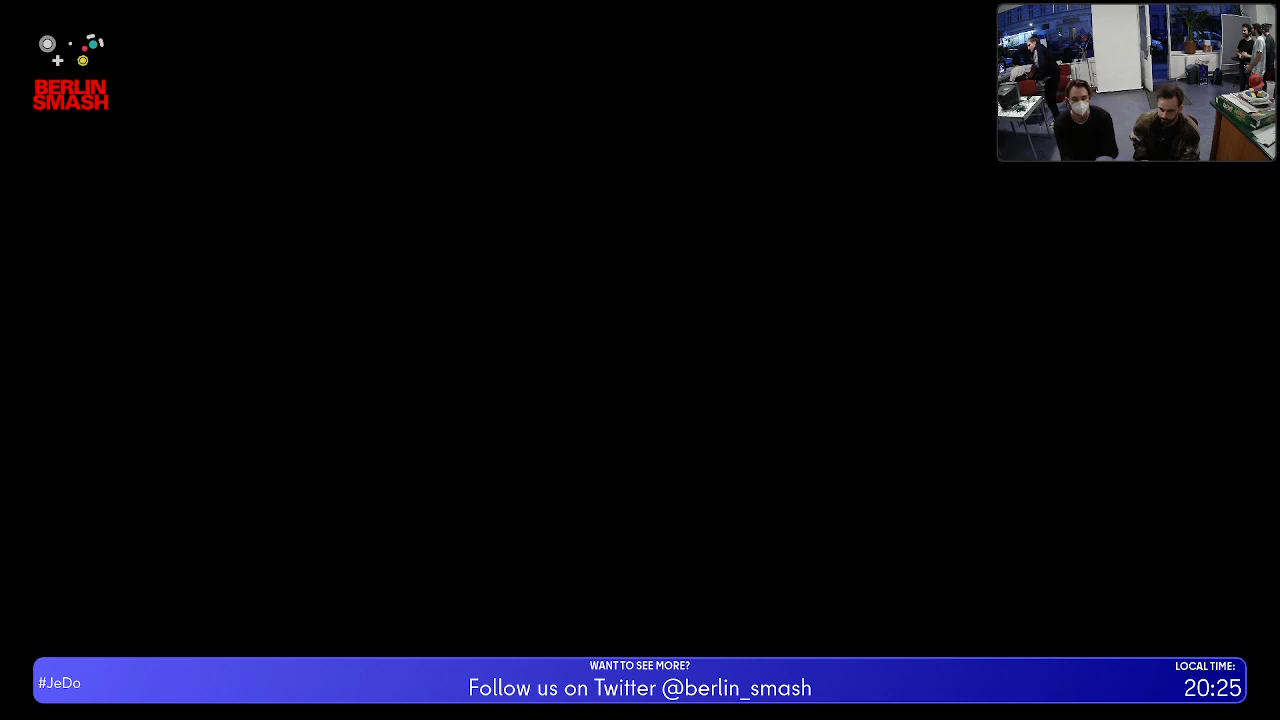 BERLIN
SMASH
#JeDo
WANT TO SEE MORE?
Follow us on Twitter @berlin_smash
LOCAL TIME:
20:25